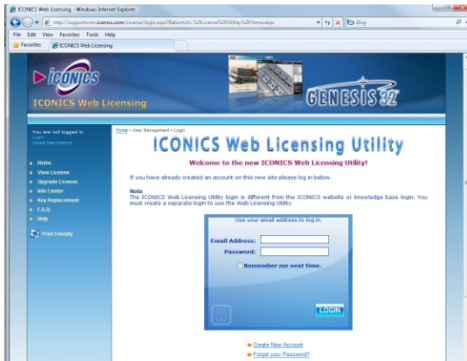 ICONICS Web Licensing - Windows Internet Explorer
File Edit View Favorites Tools Help
Favorites ICONICS Web Licensing
ICONICS
ICONICS Web Licensing
GENESIS32
You are not logged in
Login
Create New Account
Home
View License
Upgrade License
Info Center
Key Replacement
F.A.Q.
Help
Print Friendly
Home > User Management > Login
ICONICS Web Licensing Utility
Welcome to the new ICONICS Web Licensing Utility!
If you have already created an account on this new site please log in below.
Note
The ICONICS Web Licensing Utility login is different from the ICONICS website or knowledge base login. You
must create a separate login to use the Web Licensing Utility.
Use your email address to log in.
Email Address:
Password:
Remember me next time.
LOGIN
Create New Account
Forgot your Password?